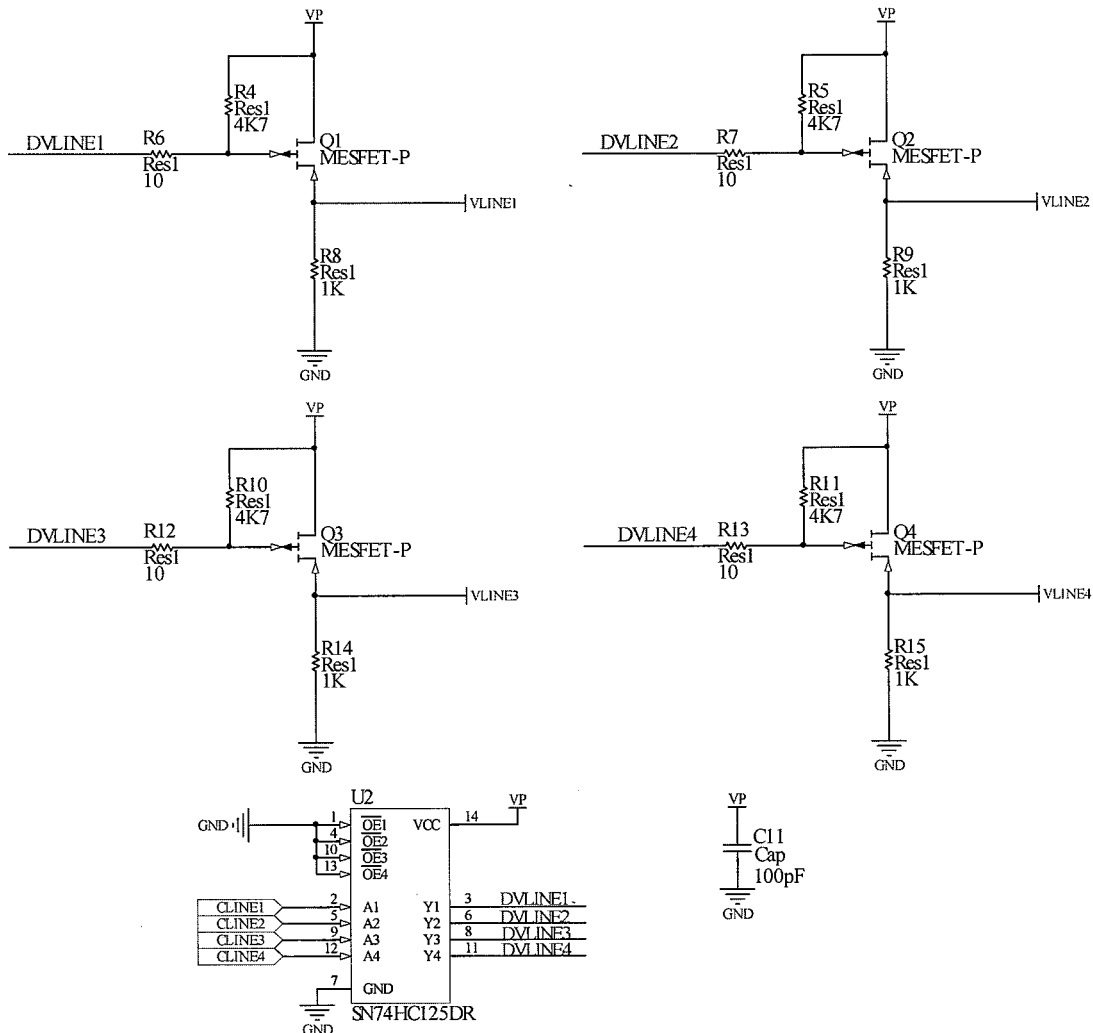 VP
R4
Res1
4K7
DVLINE1
R6
Res1
10
Q1
MESFET-P
VLINE1
R8
Res1
1K
GND
VP
R5
Res1
4K7
DVLINE2
R7
Res1
10
Q2
MESFET-P
VLINE2
R9
Res1
1K
GND
VP
R10
Res1
4K7
DVLINE3
R12
Res1
10
Q3
MESFET-P
VLINE3
R14
Res1
1K
GND
VP
R11
Res1
4K7
DVLINE4
R13
Res1
10
Q4
MESFET-P
VLINE4
R15
Res1
1K
GND
U2
GND
1 OE1
4 OE2
10 OE3
13 OE4
VCC 14 VP
CLINE1 2 A1 Y1 3 DVLINE1
CLINE2 5 A2 Y2 6 DVLINE2
CLINE3 9 A3 Y3 8 DVLINE3
CLINE4 12 A4 Y4 11 DVLINE4
7 GND
GND
SN74HC125DR
VP
C11
Cap
100pF
GND